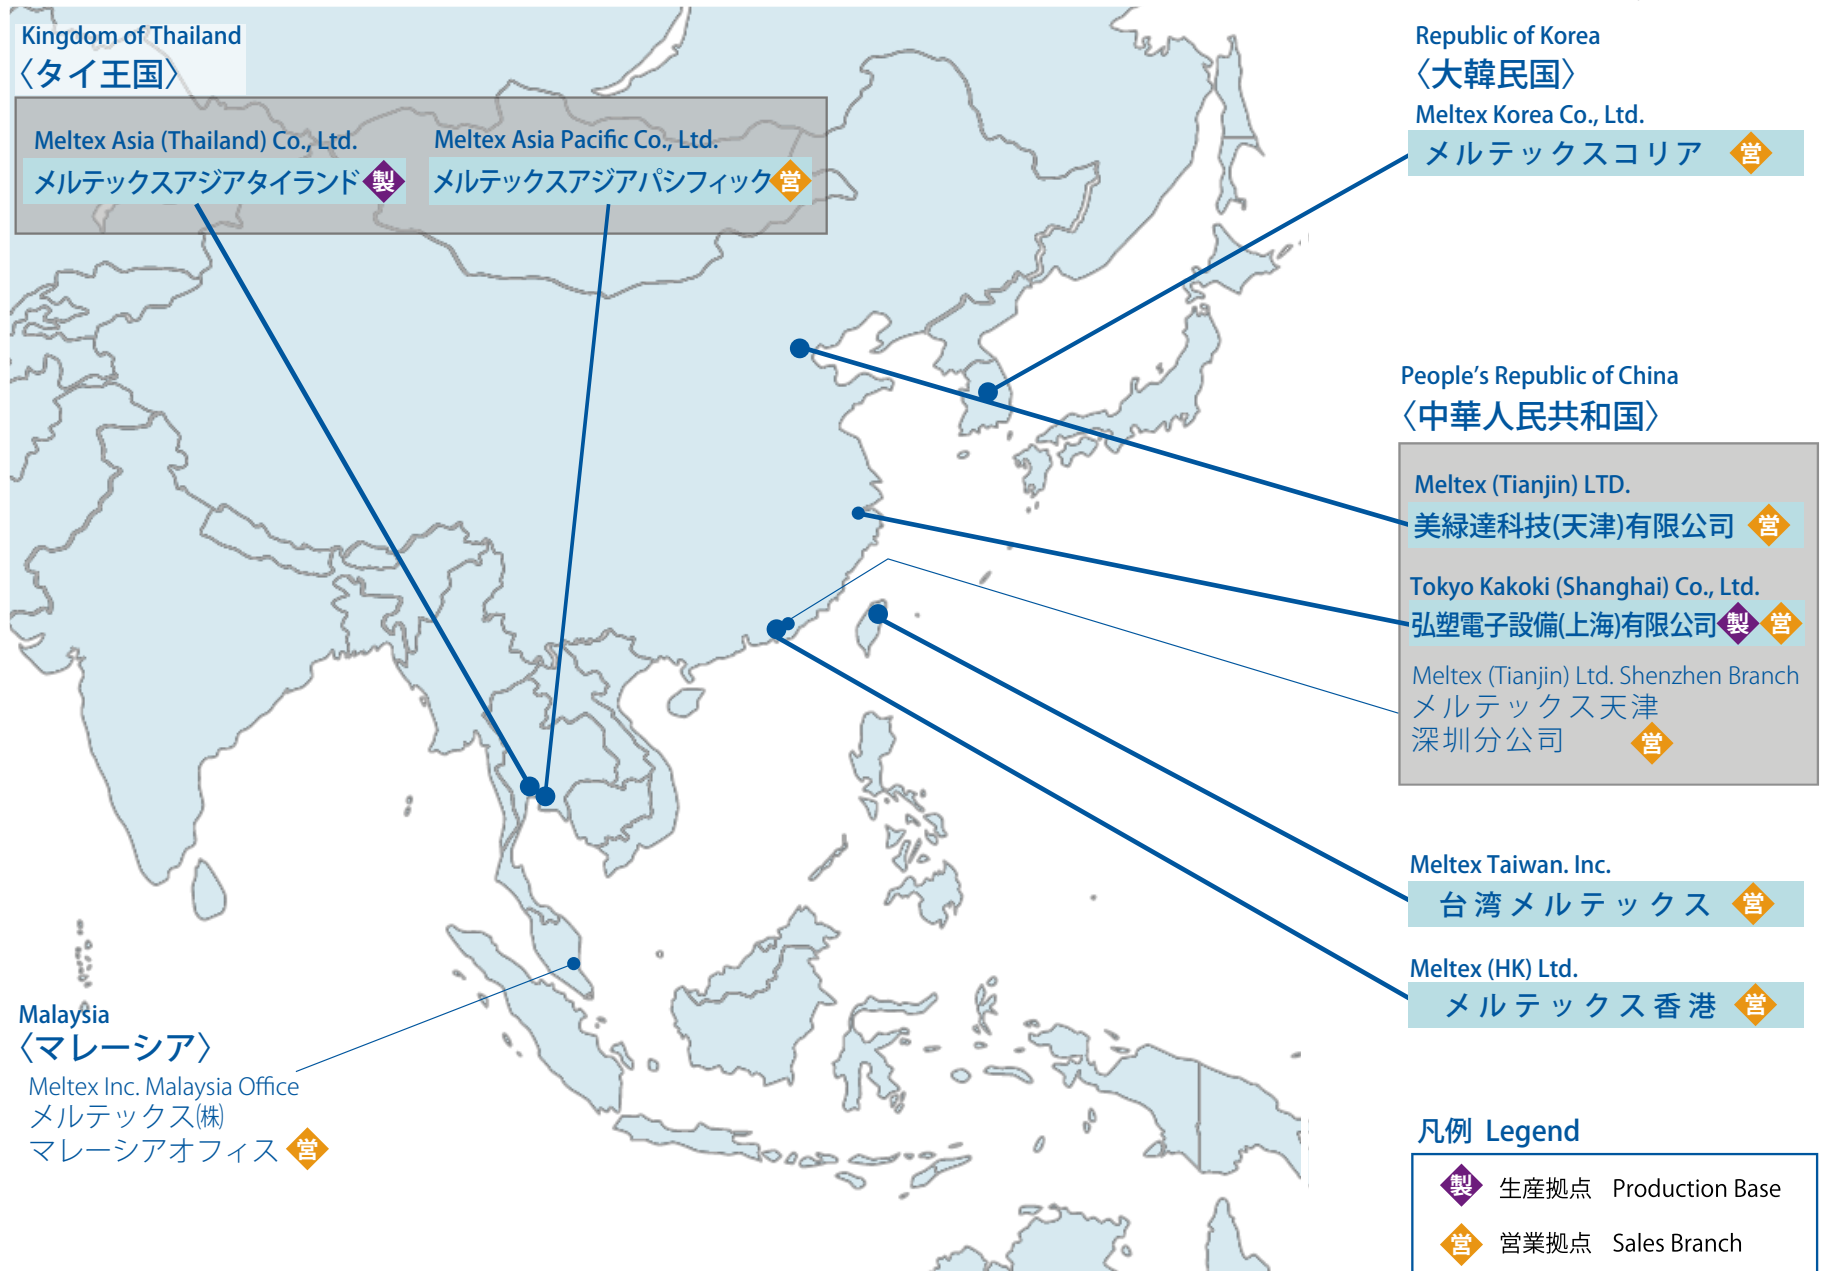 Kingdom of Thailand
〈タイ王国〉
Meltex Asia (Thailand) Co., Ltd.
メルテックスアジアタイランド 製
Meltex Asia Pacific Co., Ltd.
メルテックスアジアパシフィック 営
Republic of Korea
〈大韓民国〉
Meltex Korea Co., Ltd.
メルテックスコリア 営
People's Republic of China
〈中華人民共和国〉
Meltex (Tianjin) LTD.
美緑達科技(天津)有限公司 営
Tokyo Kakoki (Shanghai) Co., Ltd.
弘塑電子設備(上海)有限公司 製 営
Meltex (Tianjin) Ltd. Shenzhen Branch
メルテックス天津
深圳分公司 営
Meltex Taiwan. Inc.
台湾メルテックス 営
Meltex (HK) Ltd.
メルテックス香港 営
Malaysia
〈マレーシア〉
Meltex Inc. Malaysia Office
メルテックス㈱
マレーシアオフィス 営
凡例 Legend
製 生産拠点 Production Base
営 営業拠点 Sales Branch